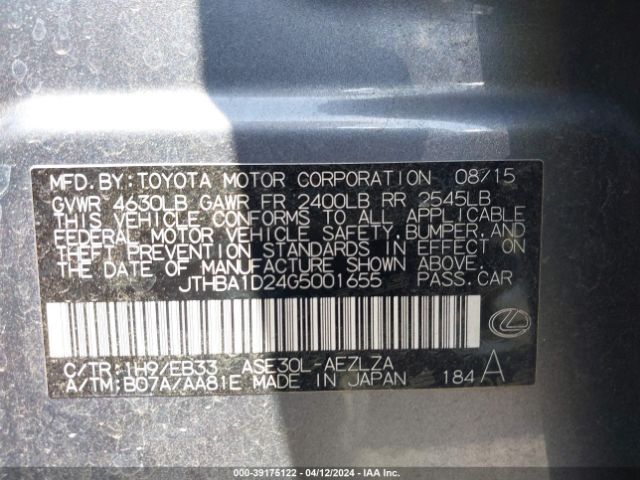 MFD. BY: TOYOTA MOTOR CORPORATION 08/15
GVWR 4630LB GAWR FR 2400LB RR 2545LB
THIS VEHICLE CONFORMS TO ALL APPLICABLE
FEDERAL MOTOR VEHICLE SAFETY, BUMPER, AND
THEFT PREVENTION STANDARDS IN EFFECT ON
THE DATE OF MANUFACTURE SHOWN ABOVE.
JTHBA1D24G5001655 PASS. CAR
C/TR: 1H9/EB33 ASE30L-AEZLZA
A/TM: B07A/AA81E MADE IN JAPAN 184 A
000-39175122 - 04/12/2024 - IAA Inc.